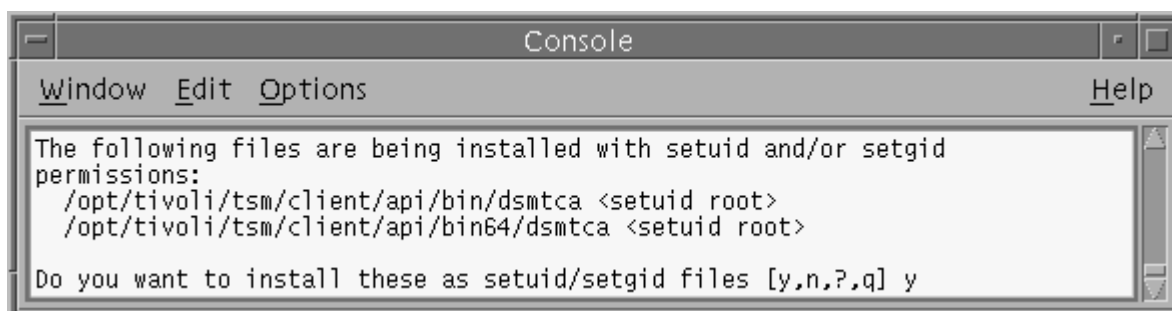 Console
Window Edit Options Help
The following files are being installed with setuid and/or setgid
permissions:
/opt/tivoli/tsm/client/api/bin/dsmtca <setuid root>
/opt/tivoli/tsm/client/api/bin64/dsmtca <setuid root>
Do you want to install these as setuid/setgid files [y,n,?,q] y